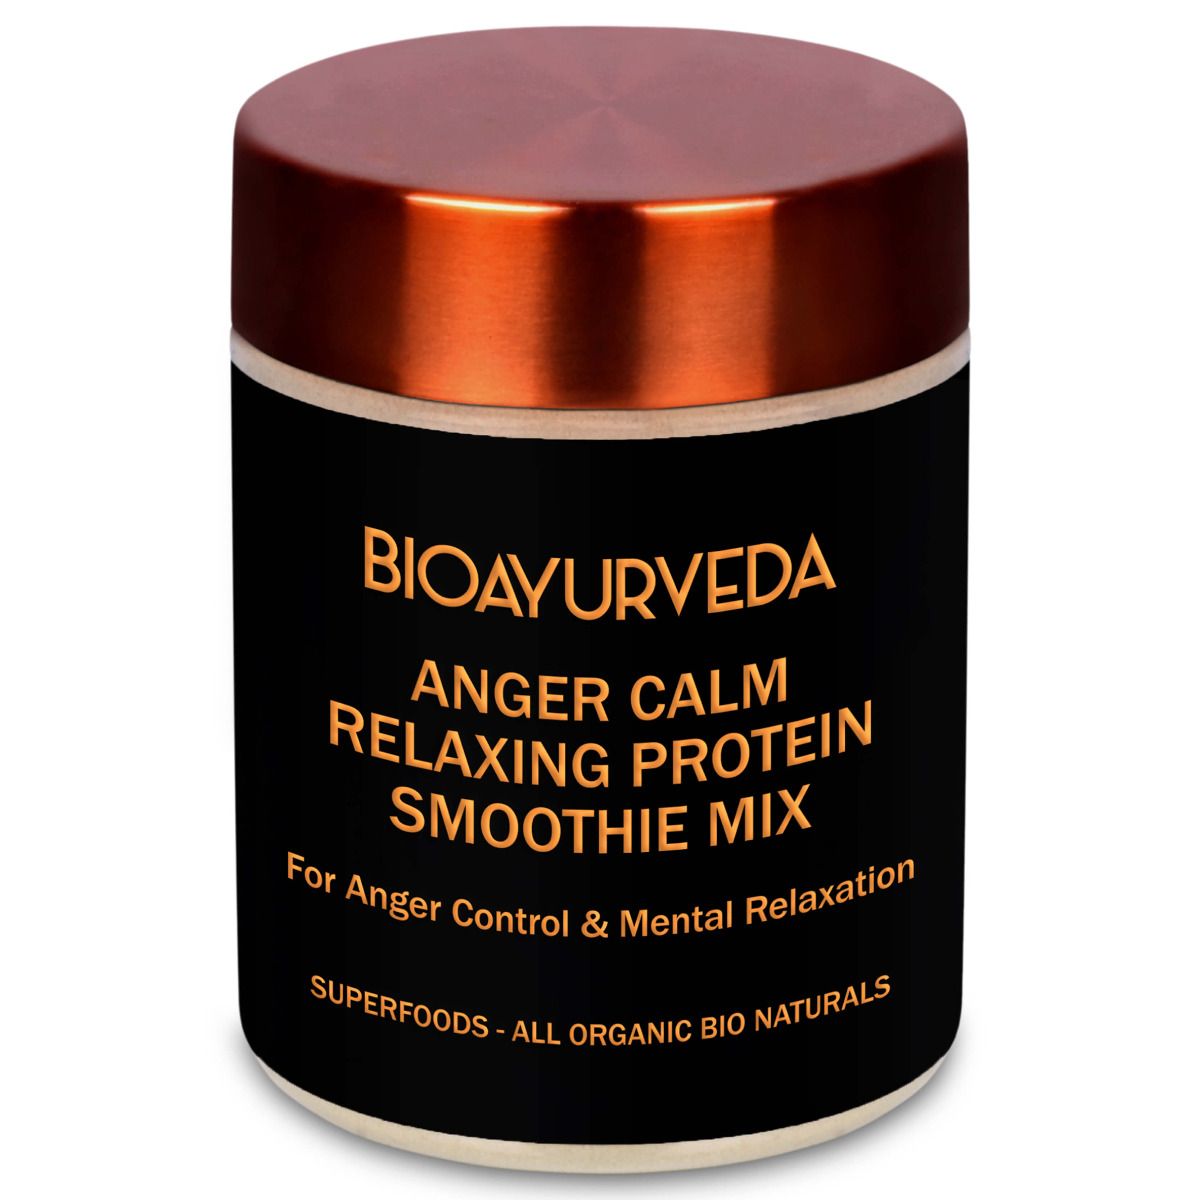 BIOAYURVEDA
ANGER CALM
RELAXING PROTEIN
SMOOTHIE MIX
For Anger Control & Mental Relaxation
SUPERFOODS - ALL ORGANIC BIO NATURALS